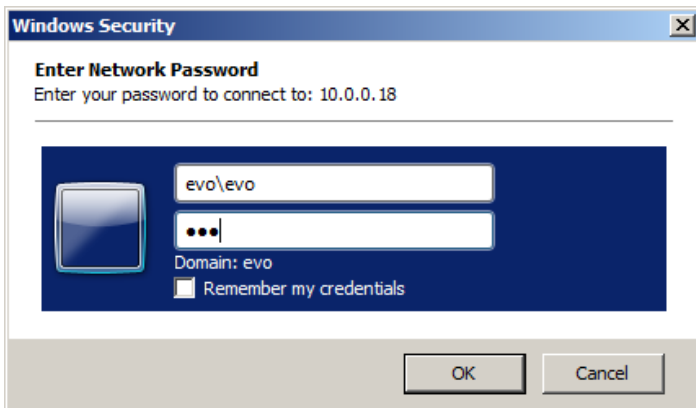 Windows Security
Enter Network Password
Enter your password to connect to: 10.0.0.18
evo\evo
●●●
Domain: evo
Remember my credentials
OK
Cancel